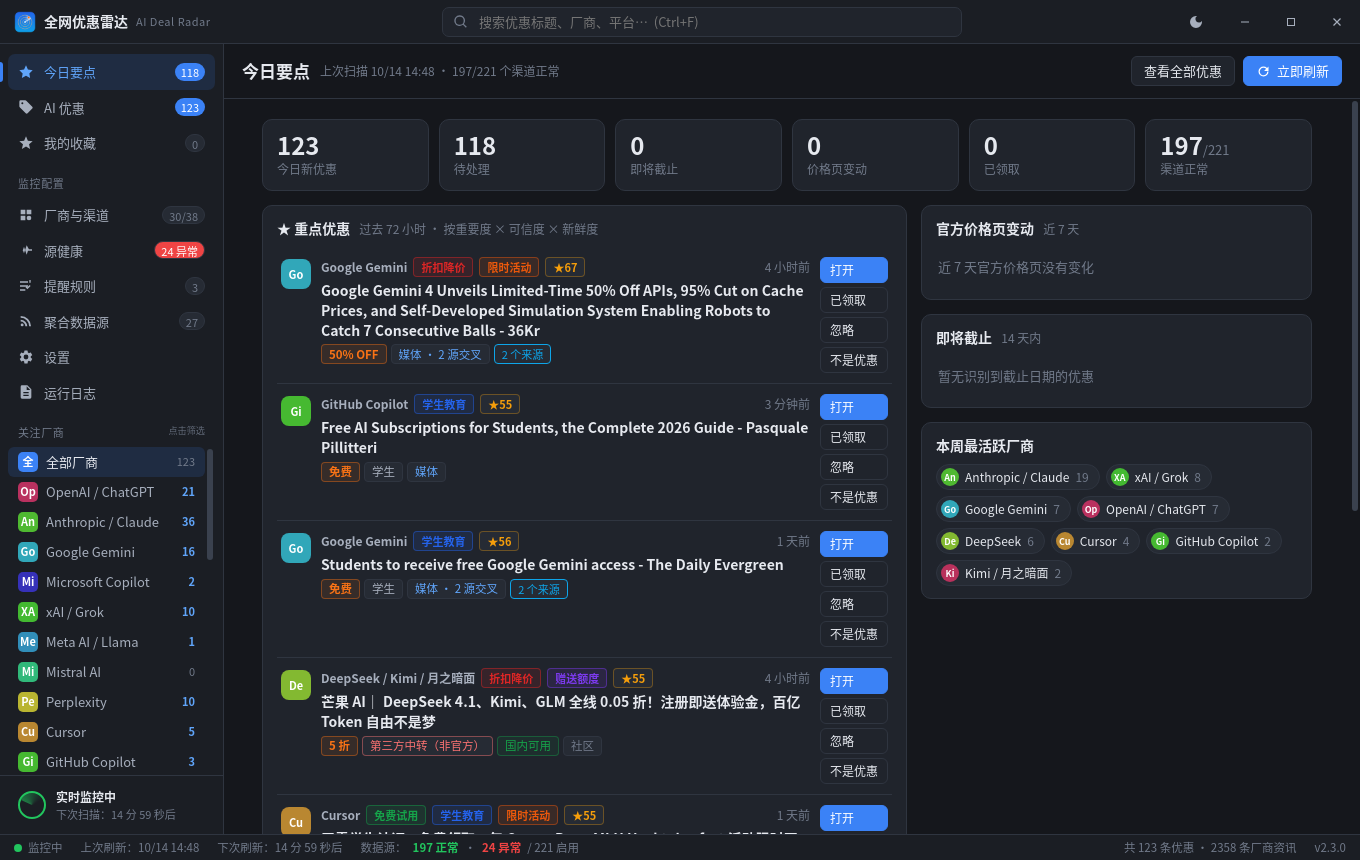 全网优惠雷达 AI Deal Radar
搜索优惠标题、厂商、平台… (Ctrl+F)
今日要点 118
AI 优惠 123
我的收藏 0
监控配置
厂商与渠道 30/38
源健康 24 异常
提醒规则 3
聚合数据源 27
设置
运行日志
关注厂商 点击筛选
全 全部厂商 123
Op OpenAI / ChatGPT 21
An Anthropic / Claude 36
Go Google Gemini 16
Mi Microsoft Copilot 2
XA xAI / Grok 10
Me Meta AI / Llama 1
Mi Mistral AI 0
Pe Perplexity 10
Cu Cursor 5
Gi GitHub Copilot 3
实时监控中
下次扫描：14 分 59 秒后
今日要点 上次扫描 10/14 14:48 · 197/221 个渠道正常
查看全部优惠 立即刷新
123
今日新优惠
118
待处理
0
即将截止
0
价格页变动
0
已领取
197/221
渠道正常
★ 重点优惠 过去 72 小时 · 按重要度 × 可信度 × 新鲜度
Go Google Gemini 折扣降价 限时活动 ★67 4 小时前
Google Gemini 4 Unveils Limited-Time 50% Off APIs, 95% Cut on Cache
Prices, and Self-Developed Simulation System Enabling Robots to
Catch 7 Consecutive Balls - 36Kr
50% OFF 媒体 · 2 源交叉 2 个来源
打开
已领取
忽略
不是优惠
Gi GitHub Copilot 学生教育 ★55 3 分钟前
Free AI Subscriptions for Students, the Complete 2026 Guide - Pasquale
Pillitteri
免费 学生 媒体
打开
已领取
忽略
不是优惠
Go Google Gemini 学生教育 ★56 1 天前
Students to receive free Google Gemini access - The Daily Evergreen
免费 学生 媒体 · 2 源交叉 2 个来源
打开
已领取
忽略
不是优惠
De DeepSeek / Kimi / 月之暗面 折扣降价 赠送额度 ★55 4 小时前
芒果 AI｜ DeepSeek 4.1、Kimi、GLM 全线 0.05 折！注册即送体验金，百亿
Token 自由不是梦
5 折 第三方中转（非官方） 国内可用 社区
打开
已领取
忽略
不是优惠
Cu Cursor 免费试用 学生教育 限时活动 ★55 1 天前
打开
官方价格页变动 近 7 天
近 7 天官方价格页没有变化
即将截止 14 天内
暂无识别到截止日期的优惠
本周最活跃厂商
An Anthropic / Claude 19 XA xAI / Grok 8
Go Google Gemini 7 Op OpenAI / ChatGPT 7
De DeepSeek 6 Cu Cursor 4 Gi GitHub Copilot 2
Ki Kimi / 月之暗面 2
监控中 上次刷新：10/14 14:48 下次刷新：14 分 59 秒后 数据源： 197 正常 · 24 异常 / 221 启用 共 123 条优惠 · 2358 条厂商资讯 v2.3.0